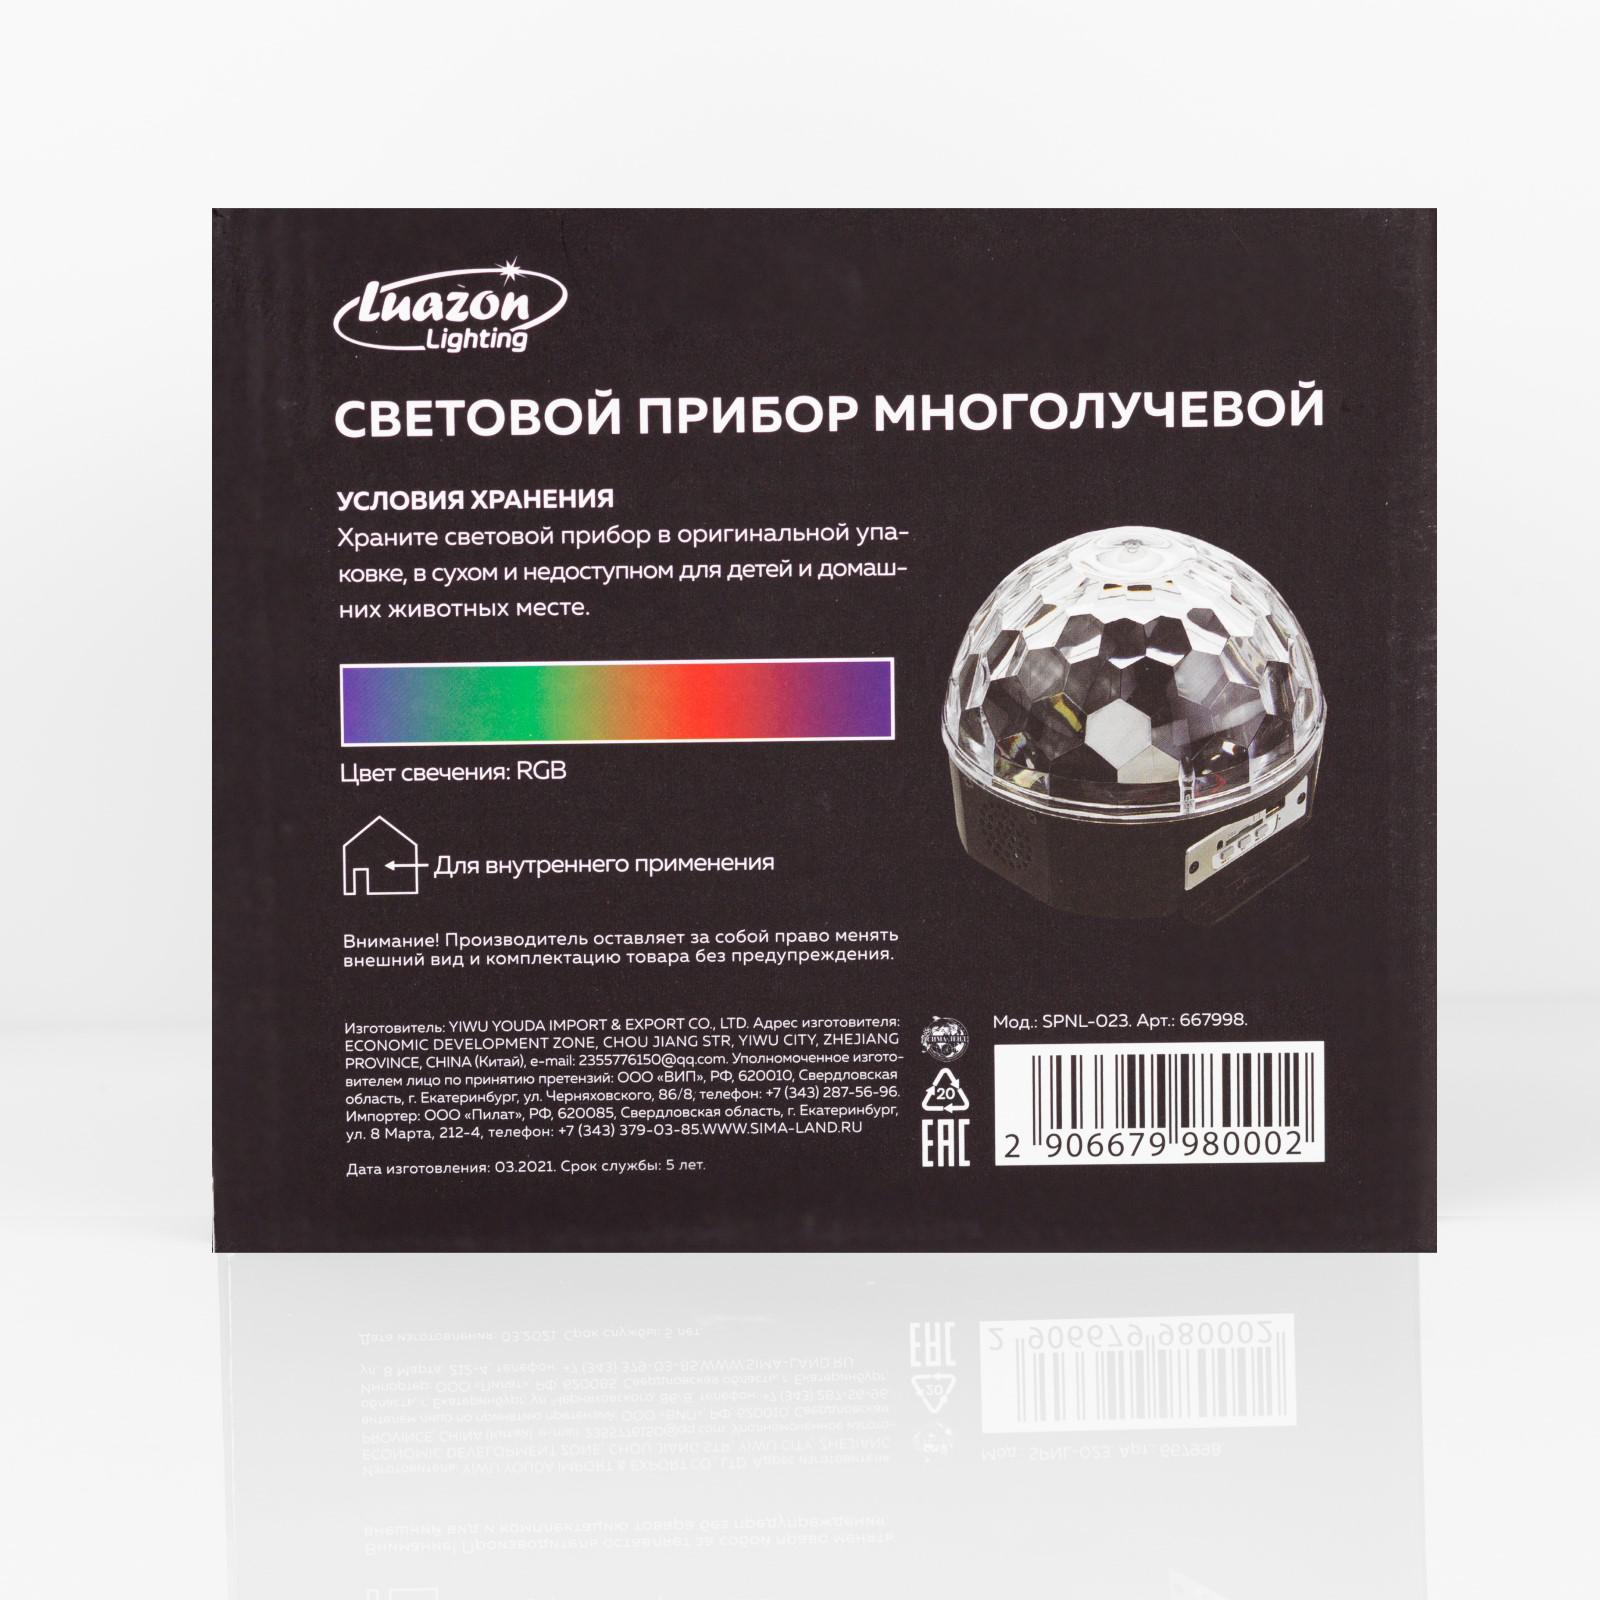 Luazon
Lighting
СВЕТОВОЙ ПРИБОР МНОГОЛУЧЕВОЙ
УСЛОВИЯ ХРАНЕНИЯ
Храните световой прибор в оригинальной упа-
ковке, в сухом и недоступном для детей и домаш-
них животных месте.
Цвет свечения: RGB
Для внутреннего применения
Внимание! Производитель оставляет за собой право менять
внешний вид и комплектацию товара без предупреждения.
Изготовитель: YIWU YOUDA IMPORT & EXPORT CO., LTD. Адрес изготовителя:
ECONOMIC DEVELOPMENT ZONE, CHOU JIANG STR, YIWU CITY, ZHEJIANG
PROVINCE, CHINA (Китай), e-mail: 2355776150@qq.com. Уполномоченное изгото-
вителем лицо по принятию претензий: ООО «ВИП», РФ, 620010, Свердловская
область, г. Екатеринбург, ул. Черняховского, 86/8, телефон: +7 (343) 287-56-96.
Импортер: ООО «Пилат», РФ, 620085, Свердловская область, г. Екатеринбург,
ул. 8 Марта, 212-4, телефон: +7 (343) 379-03-85.WWW.SIMA-LAND.RU
Дата изготовления: 03.2021. Срок службы: 5 лет.
СИМА-ЛЕНД
20
EAC
Мод.: SPNL-023. Арт.: 667998.
2 906679 980002